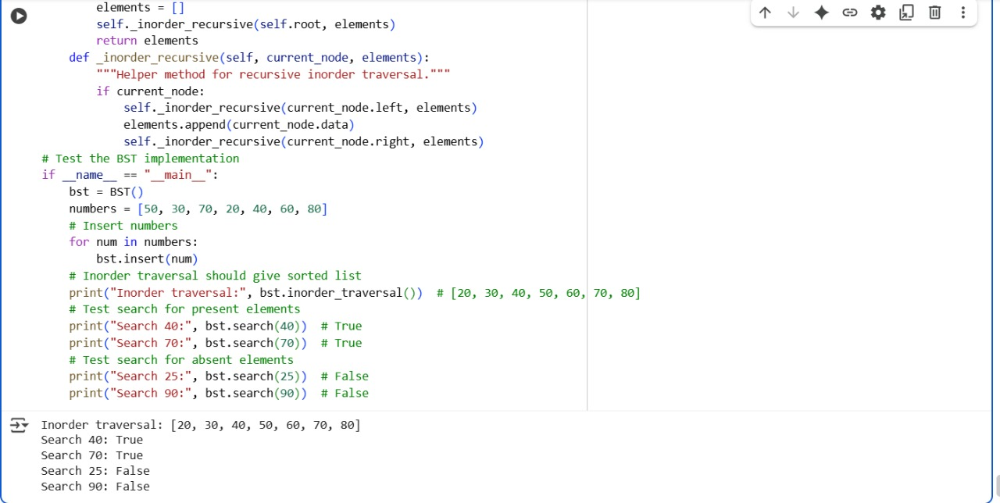 elements = []
        self._inorder_recursive(self.root, elements)
        return elements
    def _inorder_recursive(self, current_node, elements):
        """Helper method for recursive inorder traversal."""
        if current_node:
            self._inorder_recursive(current_node.left, elements)
            elements.append(current_node.data)
            self._inorder_recursive(current_node.right, elements)
# Test the BST implementation
if __name__ == "__main__":
    bst = BST()
    numbers = [50, 30, 70, 20, 40, 60, 80]
    # Insert numbers
    for num in numbers:
        bst.insert(num)
    # Inorder traversal should give sorted list
    print("Inorder traversal:", bst.inorder_traversal())  # [20, 30, 40, 50, 60, 70, 80]
    # Test search for present elements
    print("Search 40:", bst.search(40))  # True
    print("Search 70:", bst.search(70))  # True
    # Test search for absent elements
    print("Search 25:", bst.search(25))  # False
    print("Search 90:", bst.search(90))  # False
Inorder traversal: [20, 30, 40, 50, 60, 70, 80]
Search 40: True
Search 70: True
Search 25: False
Search 90: False